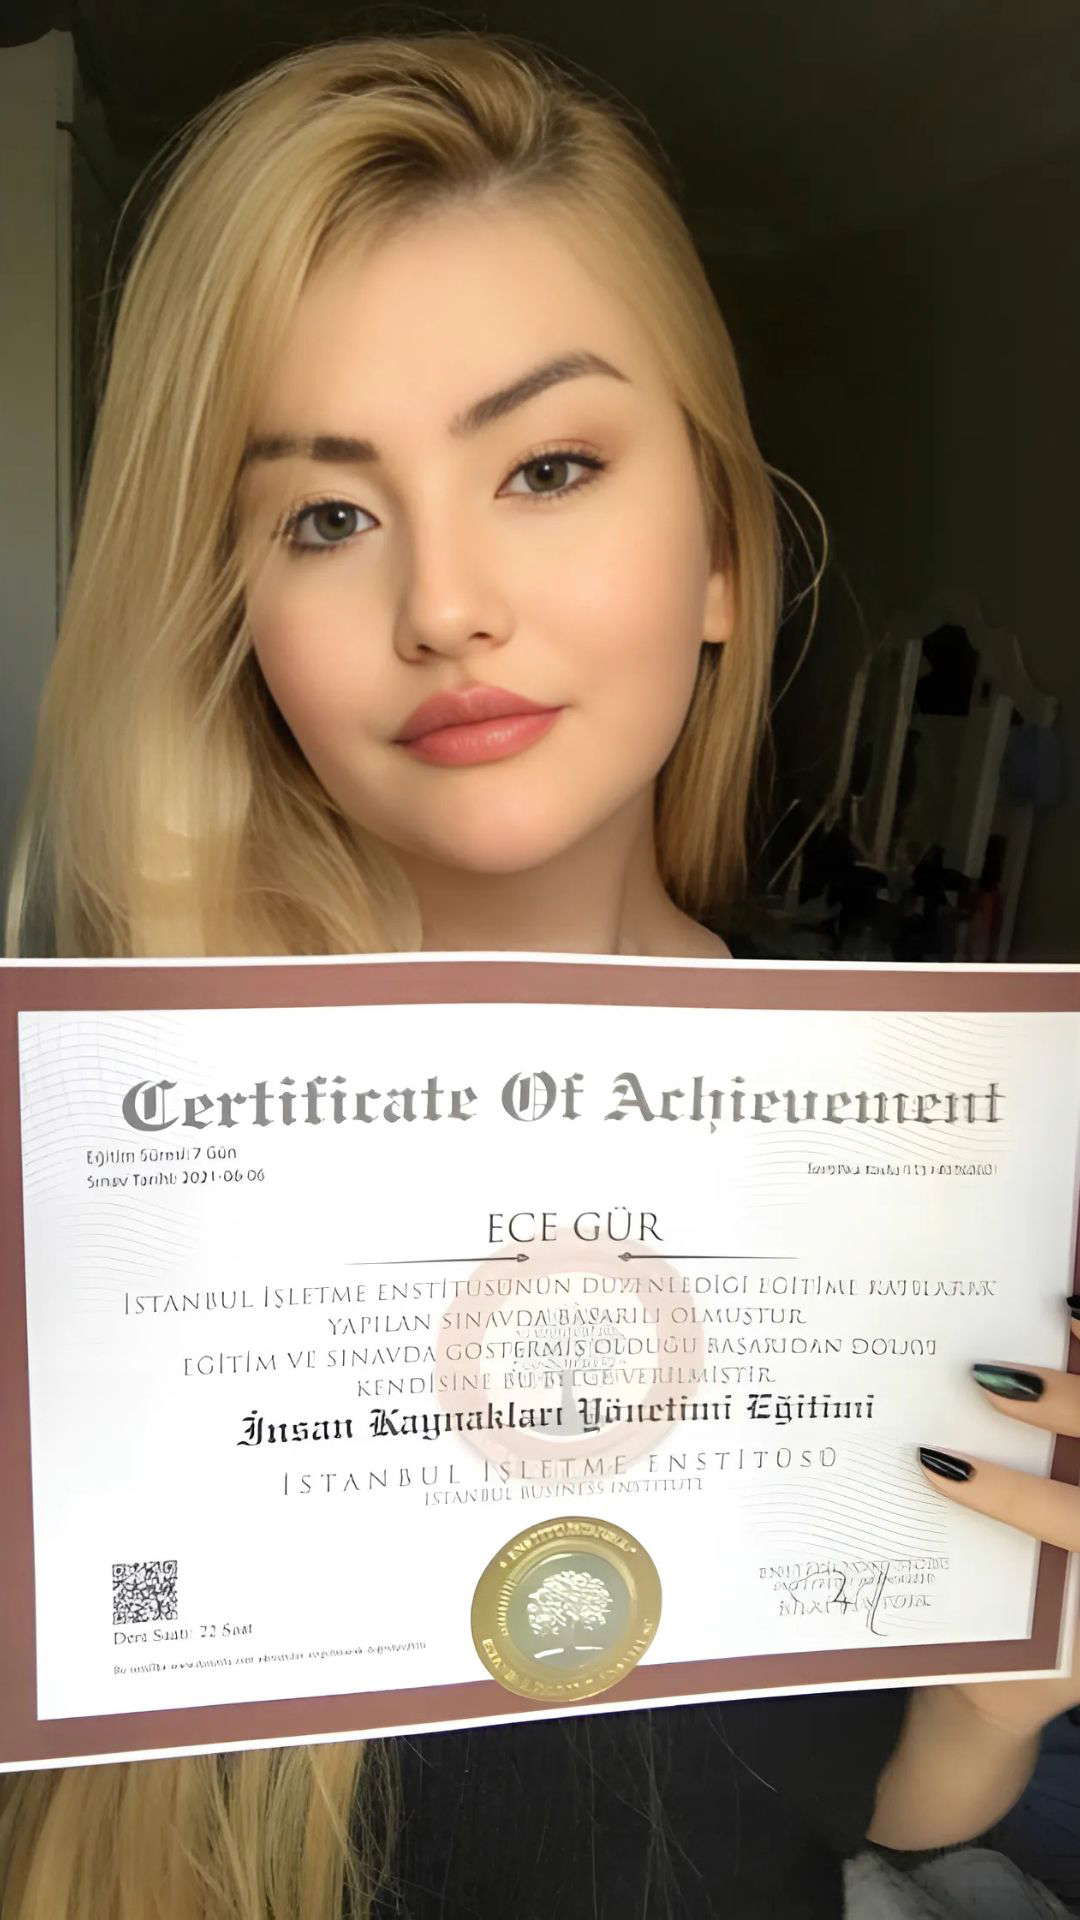 Certificate Of Achievement
Eğitim Süresi: 7 Gün
Sınav Tarihi: 2021-06-06
ECE GÜR
İSTANBUL İŞLETME ENSTİTÜSÜNÜN DÜZENLEDİĞİ EĞİTİME KATILARAK
YAPILAN SINAVDA BAŞARILI OLMUŞTUR
EĞİTİM VE SINAVDA GÖSTERMİŞ OLDUĞU BAŞARIDAN DOLAYI
KENDİSİNE BU BELGE VERİLMİŞTİR
İnsan Kaynakları Yönetimi Eğitimi
İSTANBUL İŞLETME ENSTİTÜSÜ
ISTANBUL BUSINESS INSTITUTE
Ders Saati: 22 Saat